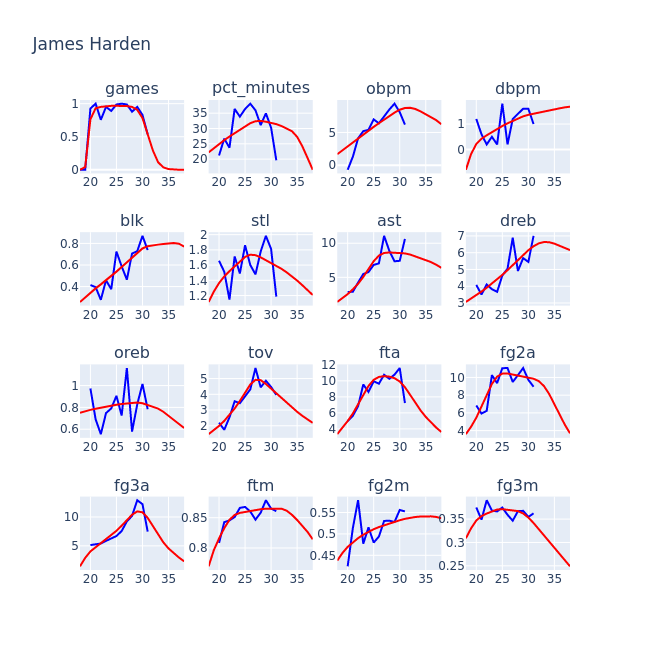 James Harden
games pct_minutes obpm dbpm
1 0.5 0 20 25 30 35
35 30 25 20 20 25 30 35
5 0 20 25 30 35
1 0 20 25 30 35
blk stl ast dreb
0.8 0.6 0.4 20 25 30 35
2 1.8 1.6 1.4 1.2 20 25 30 35
10 5 20 25 30 35
7 6 5 4 3 20 25 30 35
oreb tov fta fg2a
1 0.8 0.6 20 25 30 35
5 4 3 2 20 25 30 35
12 10 8 6 4 20 25 30 35
10 8 6 4 20 25 30 35
fg3a ftm fg2m fg3m
10 5 20 25 30 35
0.85 0.8 20 25 30 35
0.55 0.5 0.45 20 25 30 35
0.35 0.3 0.25 20 25 30 35